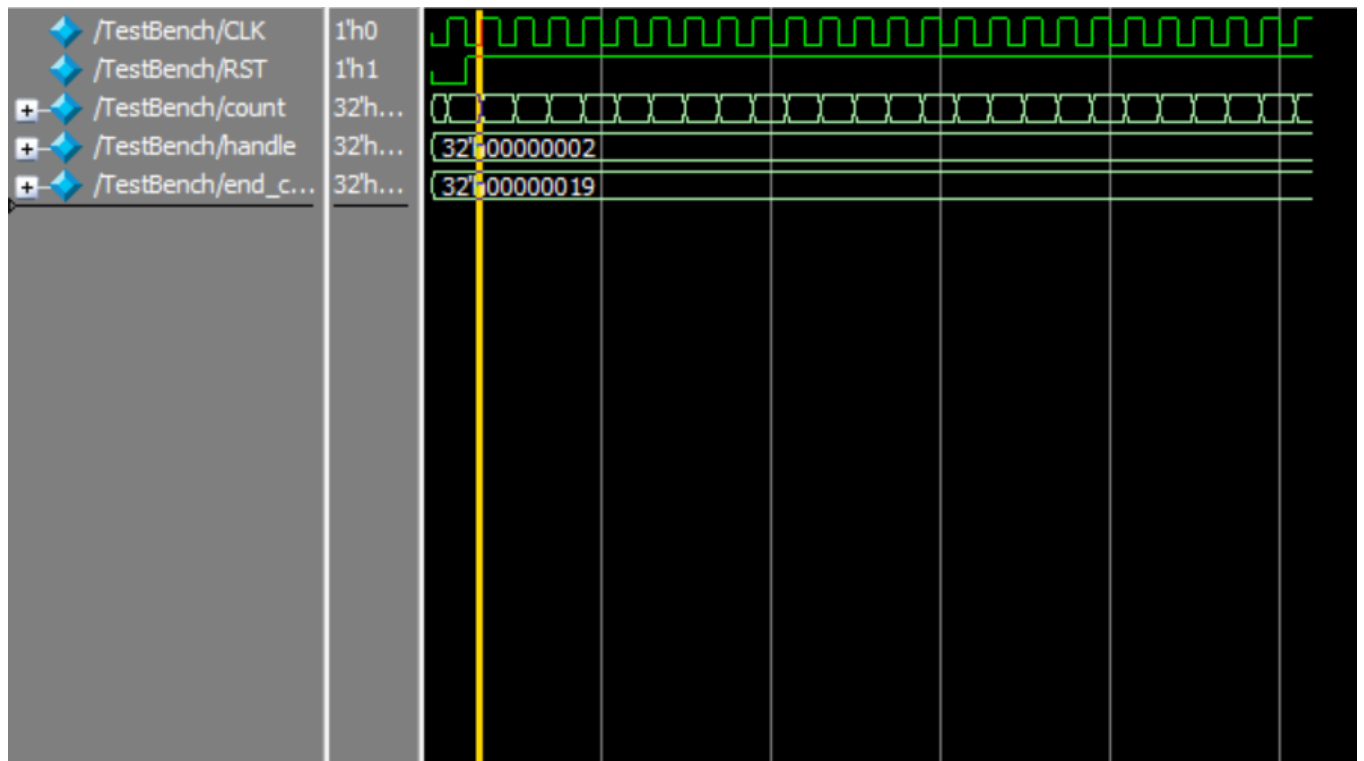 /TestBench/CLK 1'h0
/TestBench/RST 1'h1
/TestBench/count 32'h...
/TestBench/handle 32'h... 32'h00000002
/TestBench/end_c... 32'h... 32'h00000019